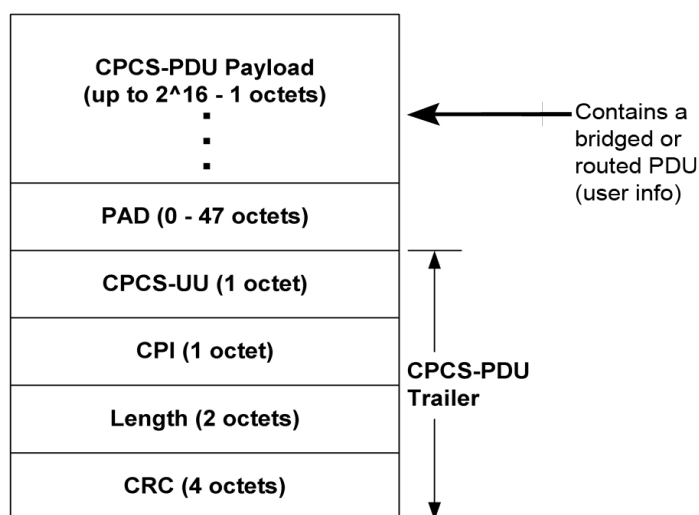 CPCS-PDU Payload
(up to 2^16 - 1 octets)
Contains a
bridged or
routed PDU
(user info)
PAD (0 - 47 octets)
CPCS-UU (1 octet)
CPI (1 octet)
CPCS-PDU
Trailer
Length (2 octets)
CRC (4 octets)